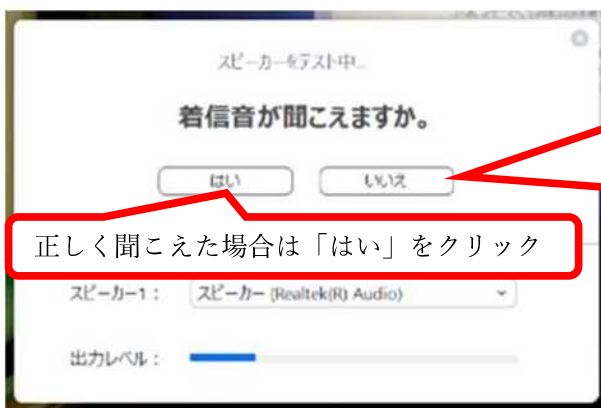 スピーカーをテスト中...
着信音が聞こえますか。
はい
いいえ
正しく聞こえた場合は「はい」をクリック
スピーカー1：
スピーカー (Realtek(R) Audio)
出力レベル：